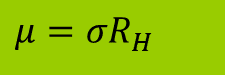 μ = σR_H